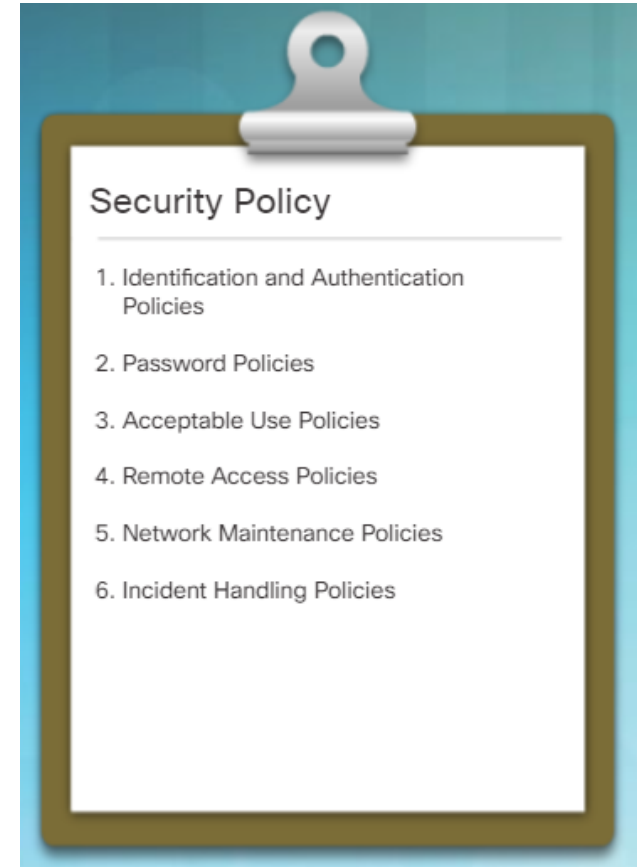 Security Policy
1. Identification and Authentication
Policies
2. Password Policies
3. Acceptable Use Policies
4. Remote Access Policies
5. Network Maintenance Policies
6. Incident Handling Policies